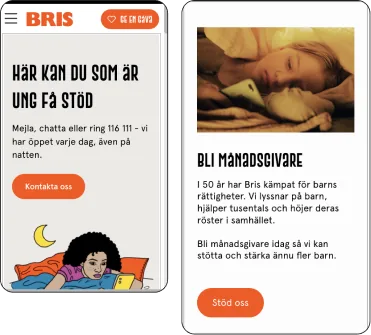 BRIS
GE EN GÅVA
HÄR KAN DU SOM ÄR
UNG FÅ STÖD
Mejla, chatta eller ring 116 111 - vi
har öppet varje dag, även på
natten.
Kontakta oss
BLI MÅNADSGIVARE
I 50 år har Bris kämpat för barns
rättigheter. Vi lyssnar på barn,
hjälper tusentals och höjer deras
röster i samhället.
Bli månadsgivare idag så vi kan
stötta och stärka ännu fler barn.
Stöd oss